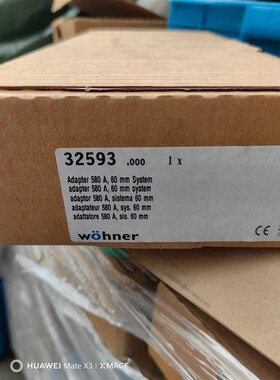 32593 .000 1 x
Adapter 580 A, 60 mm System
adapter 580 A, 60 mm system
adaptor 580 A, sistema 60 mm
adaptateur 580 A, sys. 60 mm
adattatore 580 A, sis. 60 mm
wöhner
CE
HUAWEI MATE X3 | XMAGE